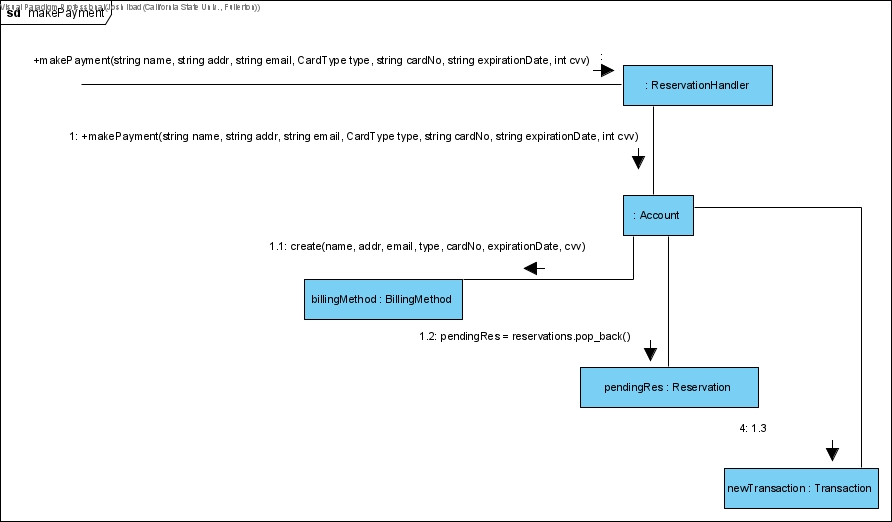 Visual Paradigm Professional(Josh Ibad(California State Univ., Fullerton))
sd makePayment
+makePayment(string name, string addr, string email, CardType type, string cardNo, string expirationDate, int cvv)
:
: ReservationHandler
1: +makePayment(string name, string addr, string email, CardType type, string cardNo, string expirationDate, int cvv)
: Account
1.1: create(name, addr, email, type, cardNo, expirationDate, cvv)
billingMethod : BillingMethod
1.2: pendingRes = reservations.pop_back()
pendingRes : Reservation
4: 1.3
newTransaction : Transaction